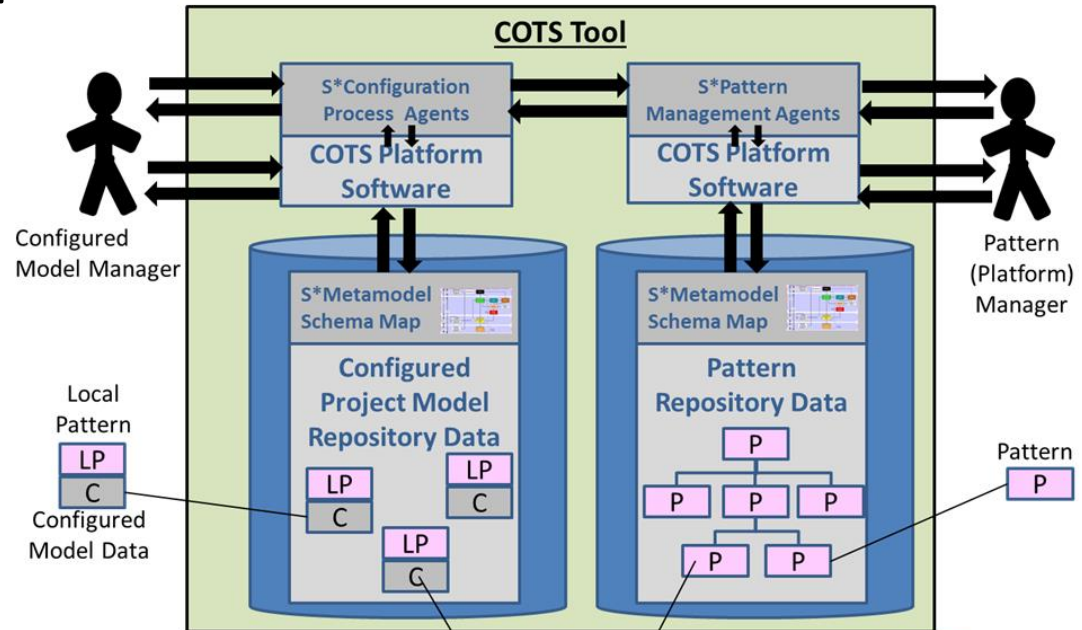 COTS Tool
S*Configuration
Process Agents
COTS Platform
Software
S*Pattern
Management Agents
COTS Platform
Software
Configured
Model Manager
Pattern
(Platform)
Manager
S*Metamodel
Schema Map
Configured
Project Model
Repository Data
LP
C
LP
C
LP
C
S*Metamodel
Schema Map
Pattern
Repository Data
P
P
P
P
P
P
Local
Pattern
LP
C
Configured
Model Data
Pattern
P